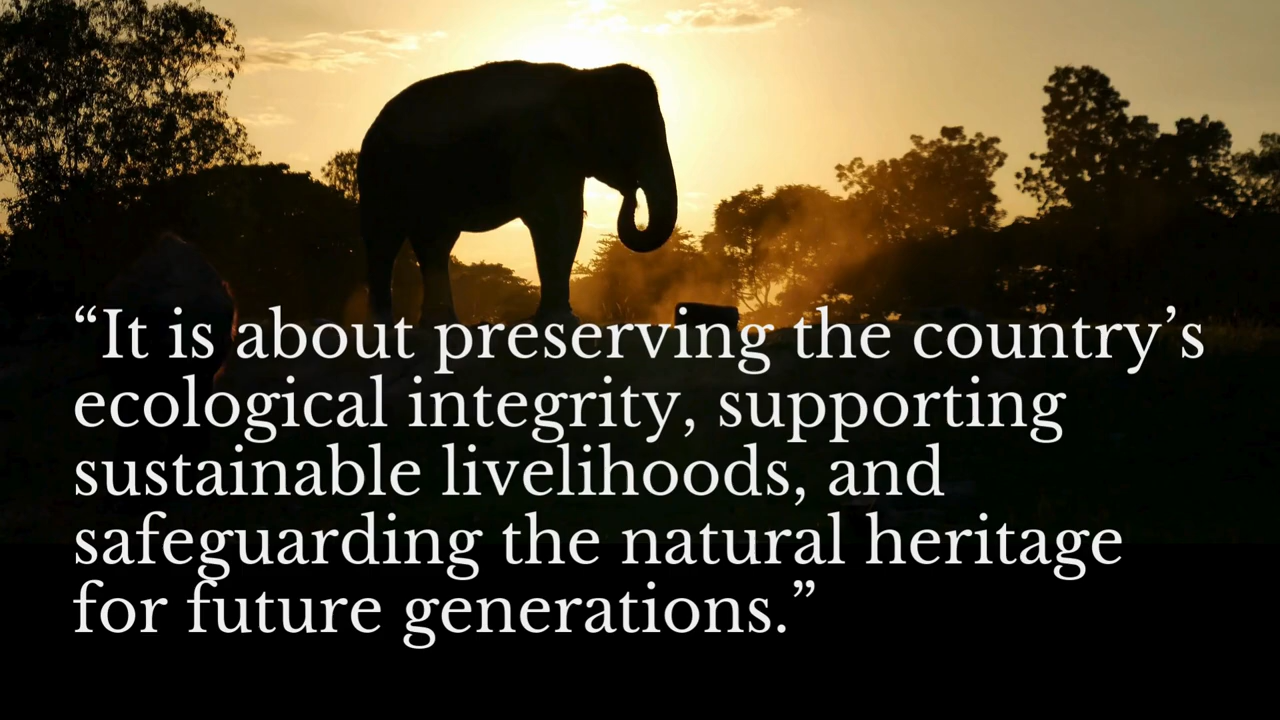 “It is about preserving the country’s
ecological integrity, supporting
sustainable livelihoods, and
safeguarding the natural heritage
for future generations.”